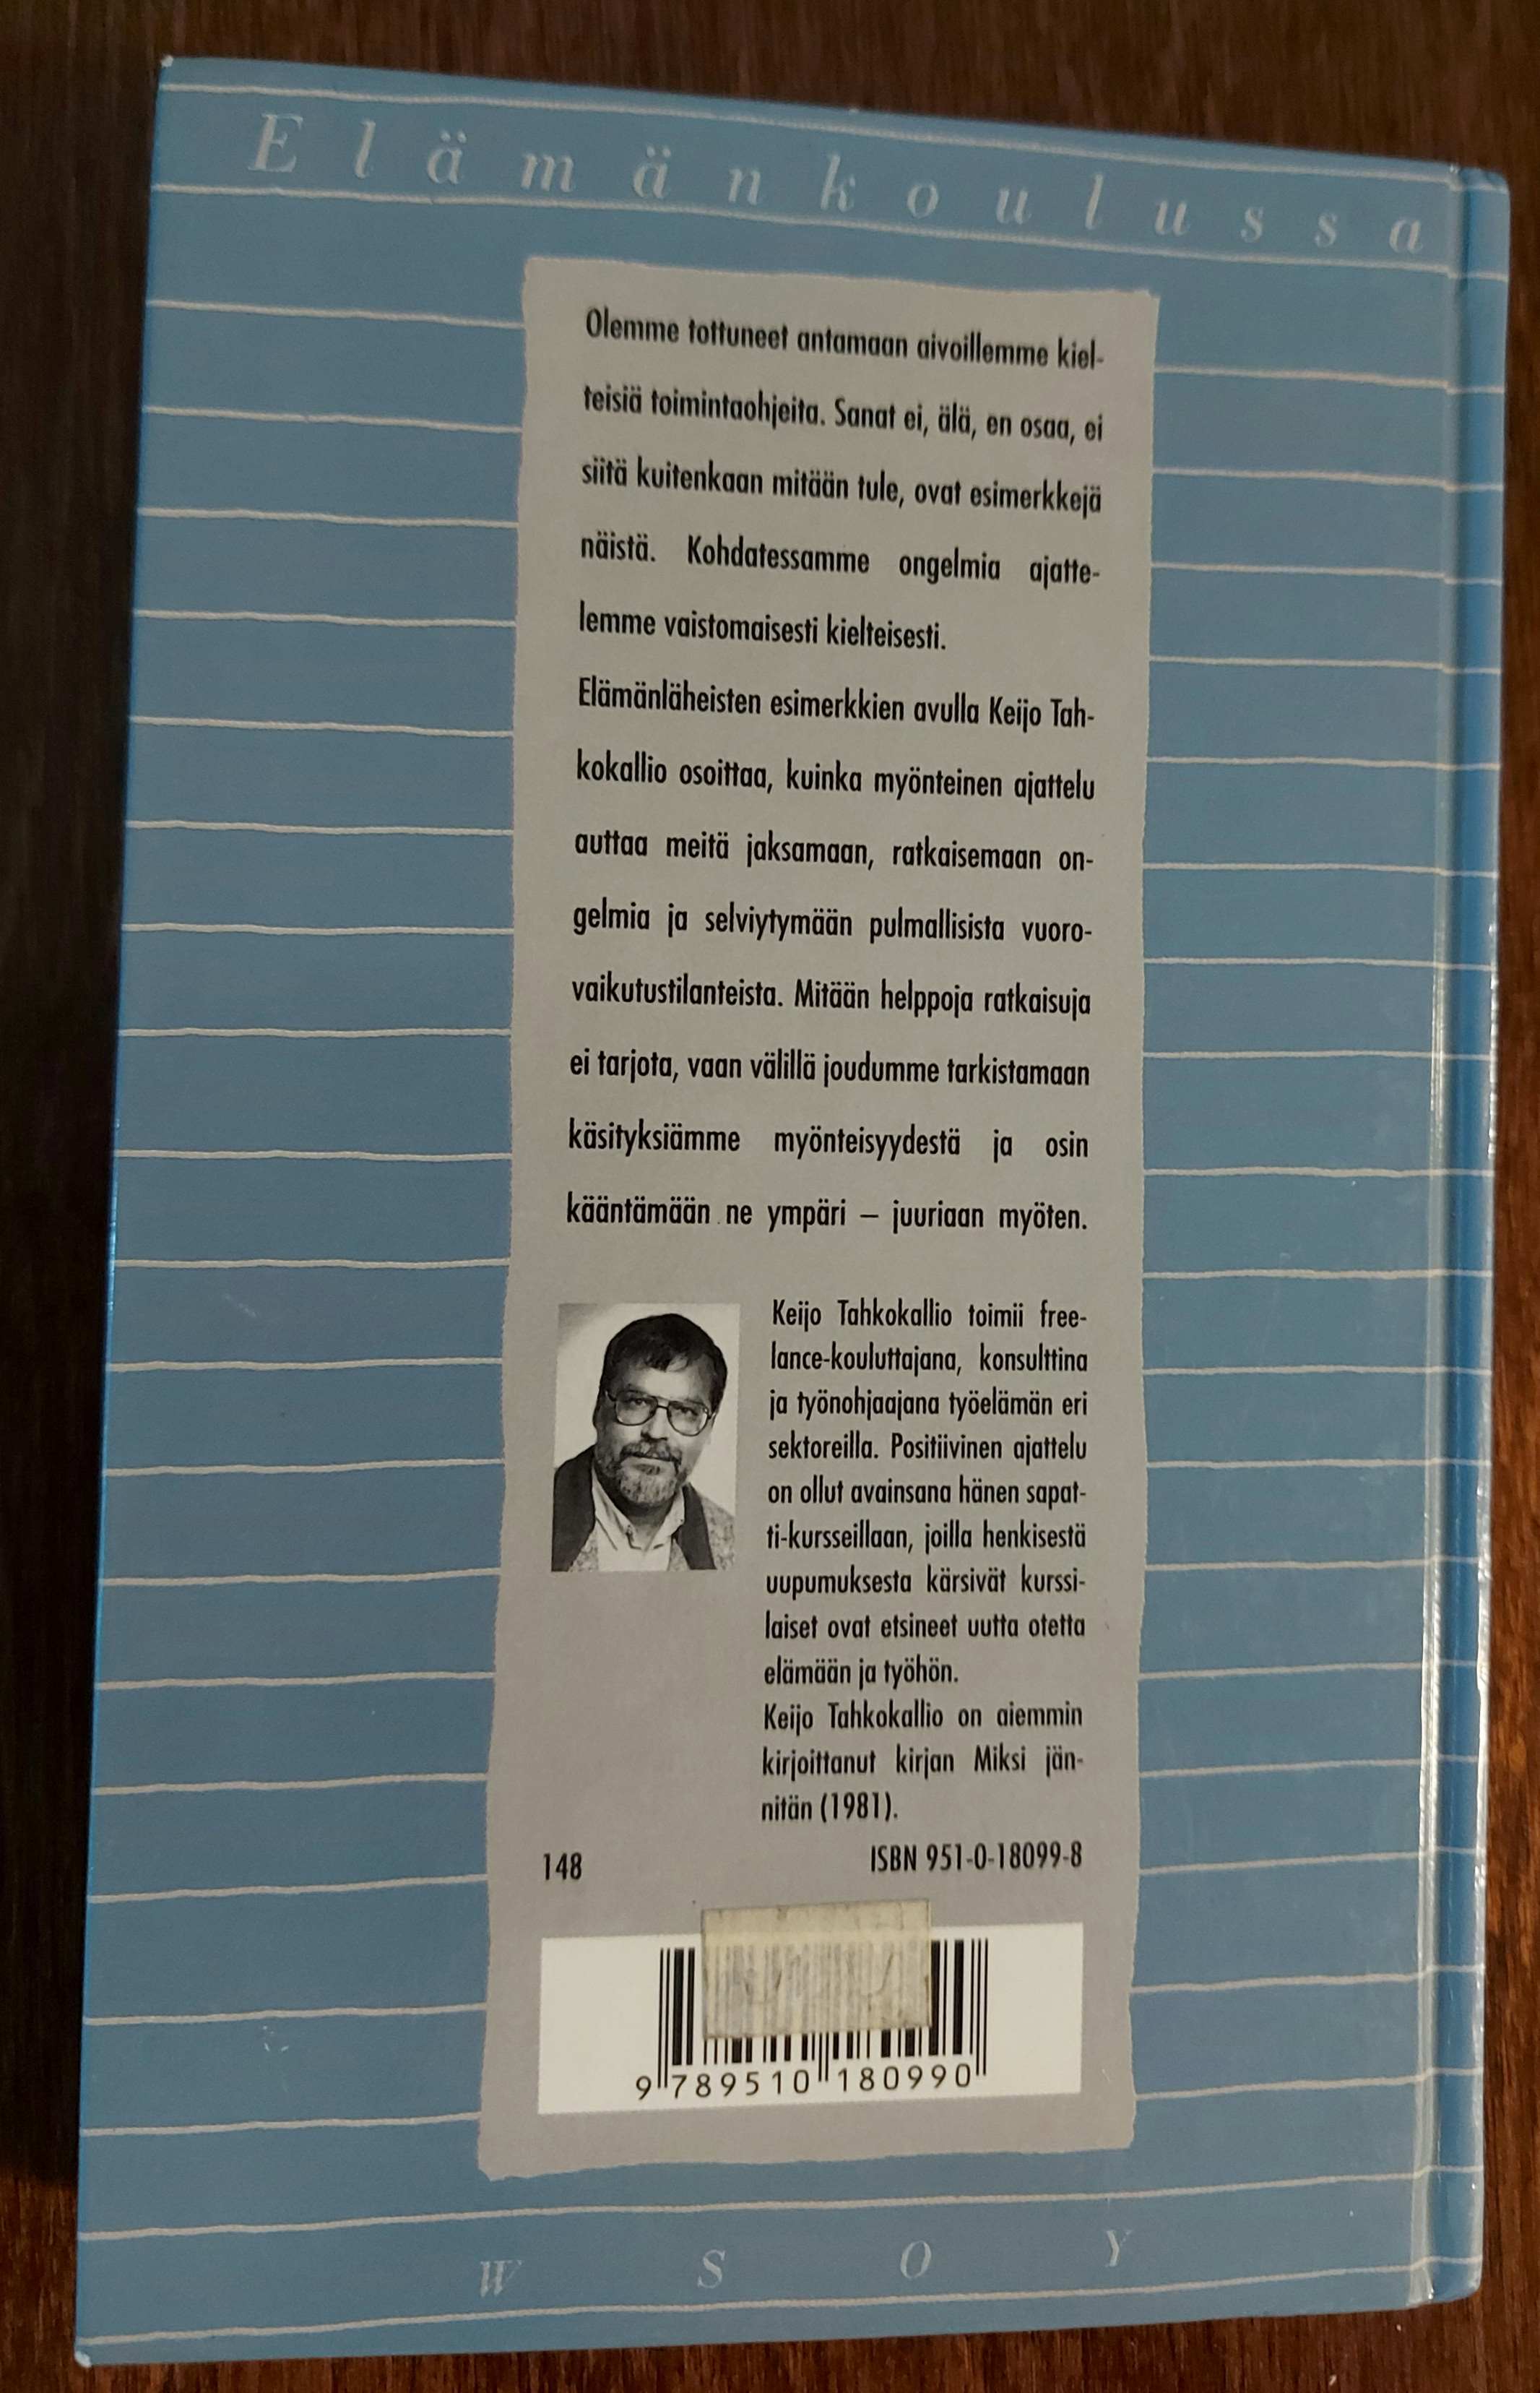 Elämänkoulussa
Olemme tottuneet antamaan aivoillemme kiel-
teisiä toimintaohjeita. Sanat ei, älä, en osaa, ei
siitä kuitenkaan mitään tule, ovat esimerkkejä
näistä. Kohdatessamme ongelmia ajatte-
lemme vaistomaisesti kielteisesti.
Elämänläheisten esimerkkien avulla Keijo Tah-
kokallio osoittaa, kuinka myönteinen ajattelu
auttaa meitä jaksamaan, ratkaisemaan on-
gelmia ja selviytymään pulmallisista vuoro-
vaikutustilanteista. Mitään helppoja ratkaisuja
ei tarjota, vaan välillä joudumme tarkistamaan
käsityksiämme myönteisyydestä ja osin
kääntämään ne ympäri – juuriaan myöten.
Keijo Tahkokallio toimii free-
lance-kouluttajana, konsulttina
ja työnohjaajana työelämän eri
sektoreilla. Positiivinen ajattelu
on ollut avainsana hänen sapat-
ti-kursseillaan, joilla henkisestä
uupumuksesta kärsivät kurssi-
laiset ovat etsineet uutta otetta
elämään ja työhön.
Keijo Tahkokallio on aiemmin
kirjoittanut kirjan Miksi jän-
nitän (1981).
148
ISBN 951-0-18099-8
9 789510 180990
WSOY